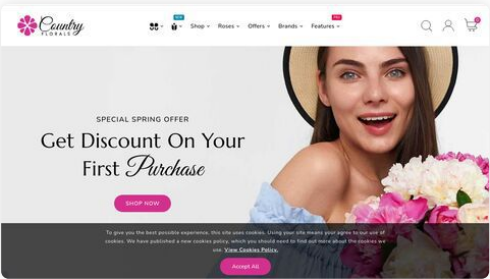 Country
FLORALS
Shop Roses Offers Brands Features
SPECIAL SPRING OFFER
Get Discount On Your
First Purchase
SHOP NOW
To give you the best possible experience, this site uses cookies. Using your site means your agree to our use of
cookies. We have published a new cookies policy, which you should need to find out more about the cookies we
use. View Cookies Policy.
Accept All